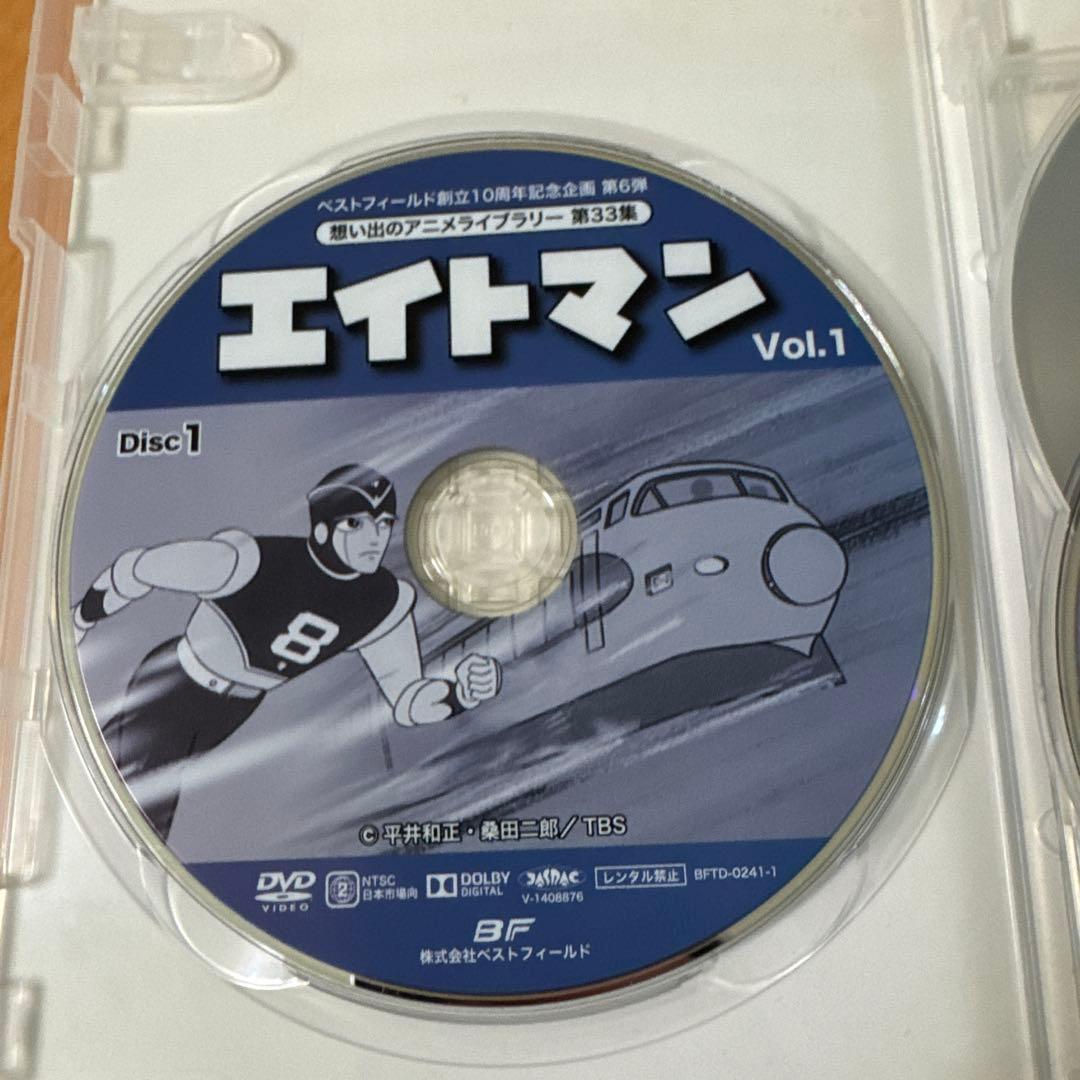 ベストフィールド創立10周年記念企画 第6弾
想い出のアニメライブラリー 第33集
エイトマン
Vol.1
Disc1
8
© 平井和正・桑田二郎／TBS
DVD
VIDEO
2
NTSC
日本市場向
DOLBY
DIGITAL
JASRAC
V-1408876
レンタル禁止
BFTD-0241-1
BF
株式会社ベストフィールド